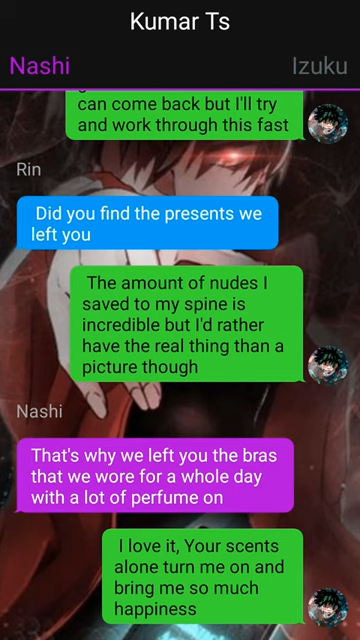 Kumar Ts
Nashi
Izuku
can come back but I'll try
and work through this fast
Rin
Did you find the presents we
left you
The amount of nudes I
saved to my spine is
incredible but I'd rather
have the real thing than a
picture though
Nashi
That's why we left you the bras
that we wore for a whole day
with a lot of perfume on
I love it, Your scents
alone turn me on and
bring me so much
happiness